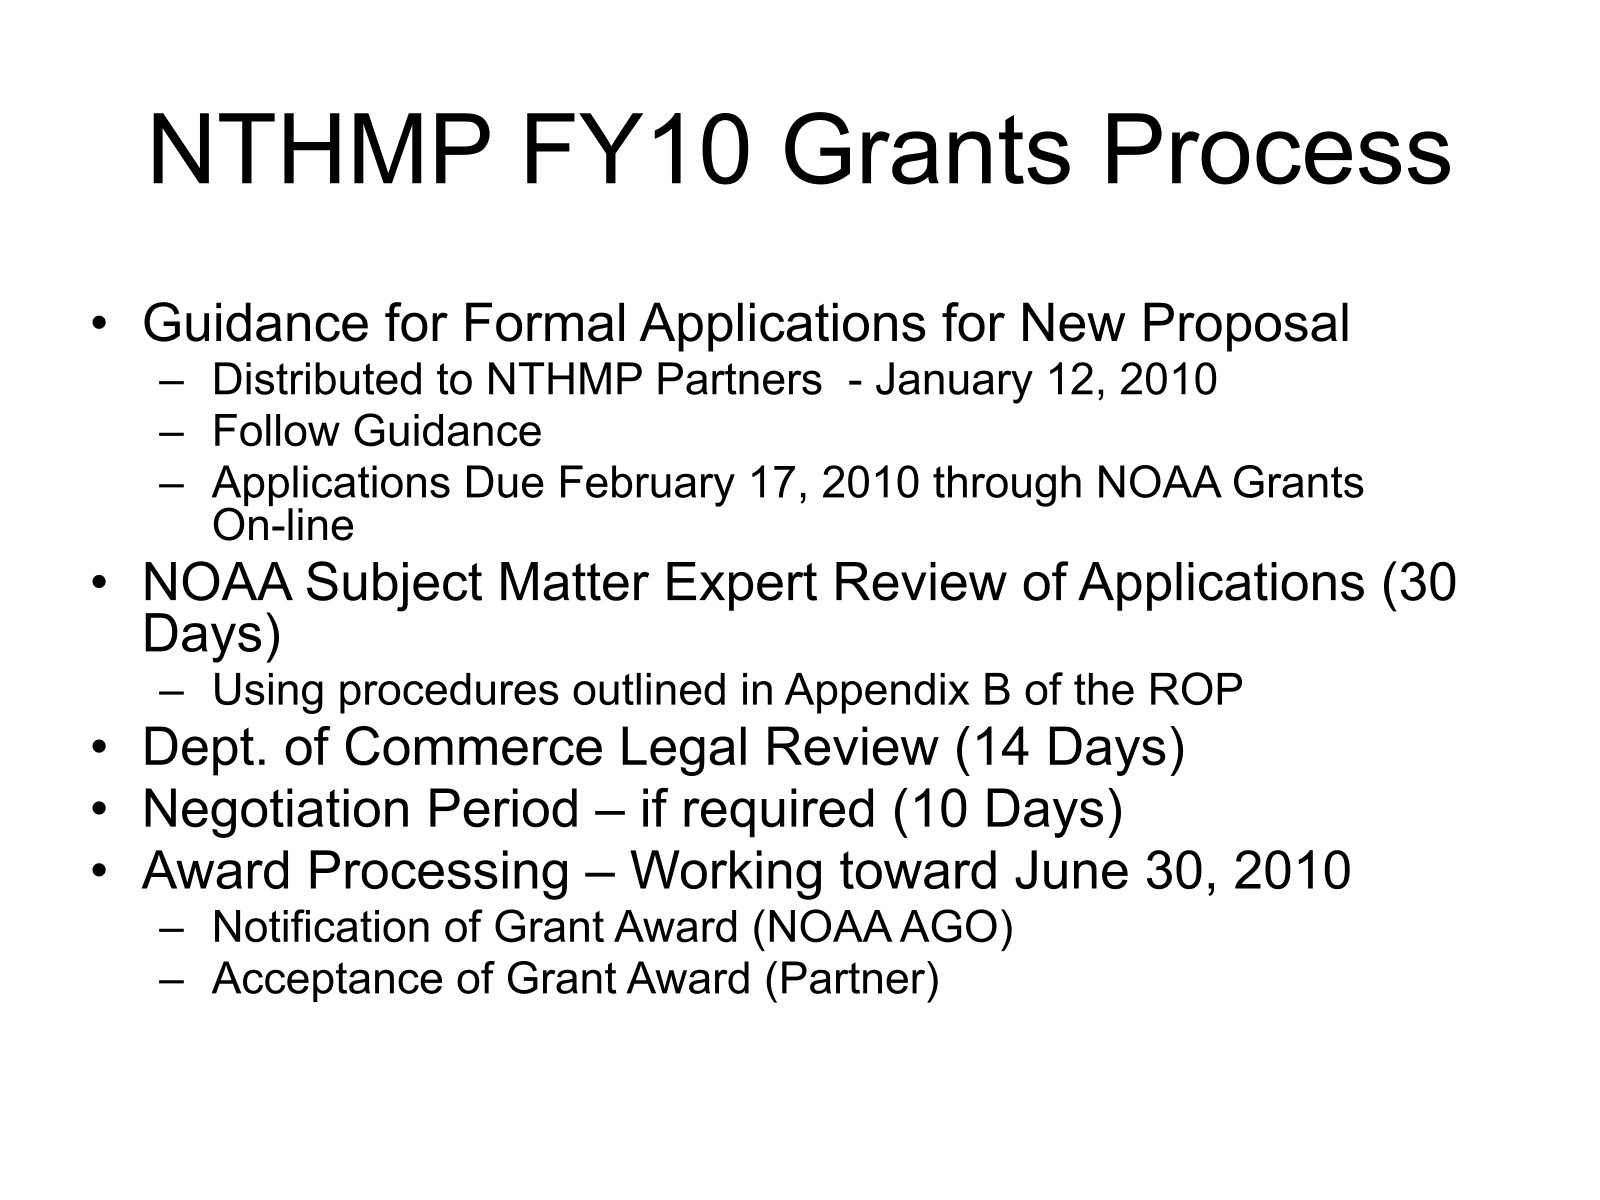 NTHMP FY10 Grants Process
• Guidance for Formal Applications for New Proposal
– Distributed to NTHMP Partners  - January 12, 2010
– Follow Guidance
– Applications Due February 17, 2010 through NOAA Grants
On-line
• NOAA Subject Matter Expert Review of Applications (30
Days)
– Using procedures outlined in Appendix B of the ROP
• Dept. of Commerce Legal Review (14 Days)
• Negotiation Period – if required (10 Days)
• Award Processing – Working toward June 30, 2010
– Notification of Grant Award (NOAA AGO)
– Acceptance of Grant Award (Partner)